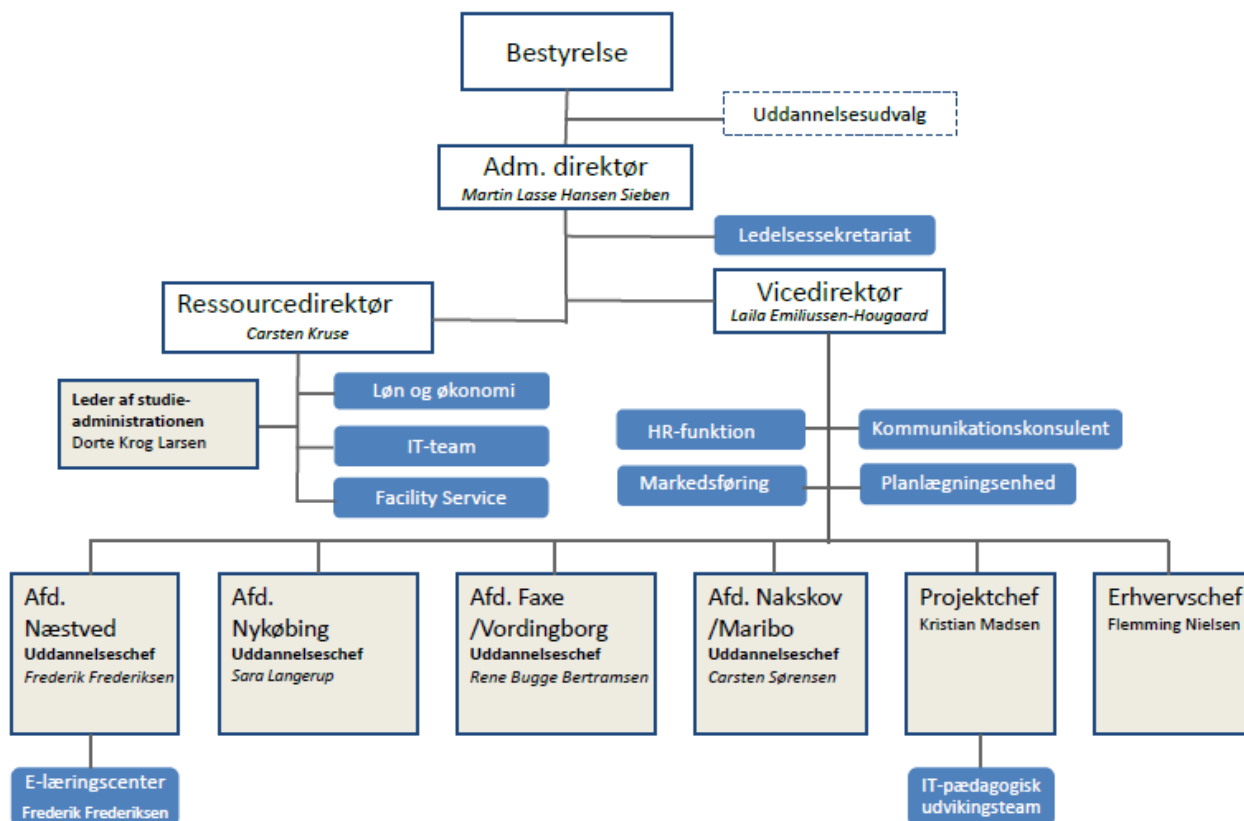 Bestyrelse
Uddannelsesudvalg
Adm. direktør
Martin Lasse Hansen Sieben
Ledelsessekretariat
Ressourcedirektør
Carsten Kruse
Vicedirektør
Laila Emiliussen-Hougaard
Leder af studie-
administrationen
Dorte Krog Larsen
Løn og økonomi
IT-team
Facility Service
HR-funktion
Kommunikationskonsulent
Markedsføring
Planlægningsenhed
Afd.
Næstved
Uddannelseschef
Frederik Frederiksen
Afd.
Nykøbing
Uddannelseschef
Sara Langerup
Afd. Faxe
/Vordingborg
Uddannelseschef
Rene Bugge Bertramsen
Afd. Nakskov
/Maribo
Uddannelseschef
Carsten Sørensen
Projektchef
Kristian Madsen
Erhvervschef
Flemming Nielsen
E-læringscenter
Frederik Frederiksen
IT-pædagogisk
udvikingsteam